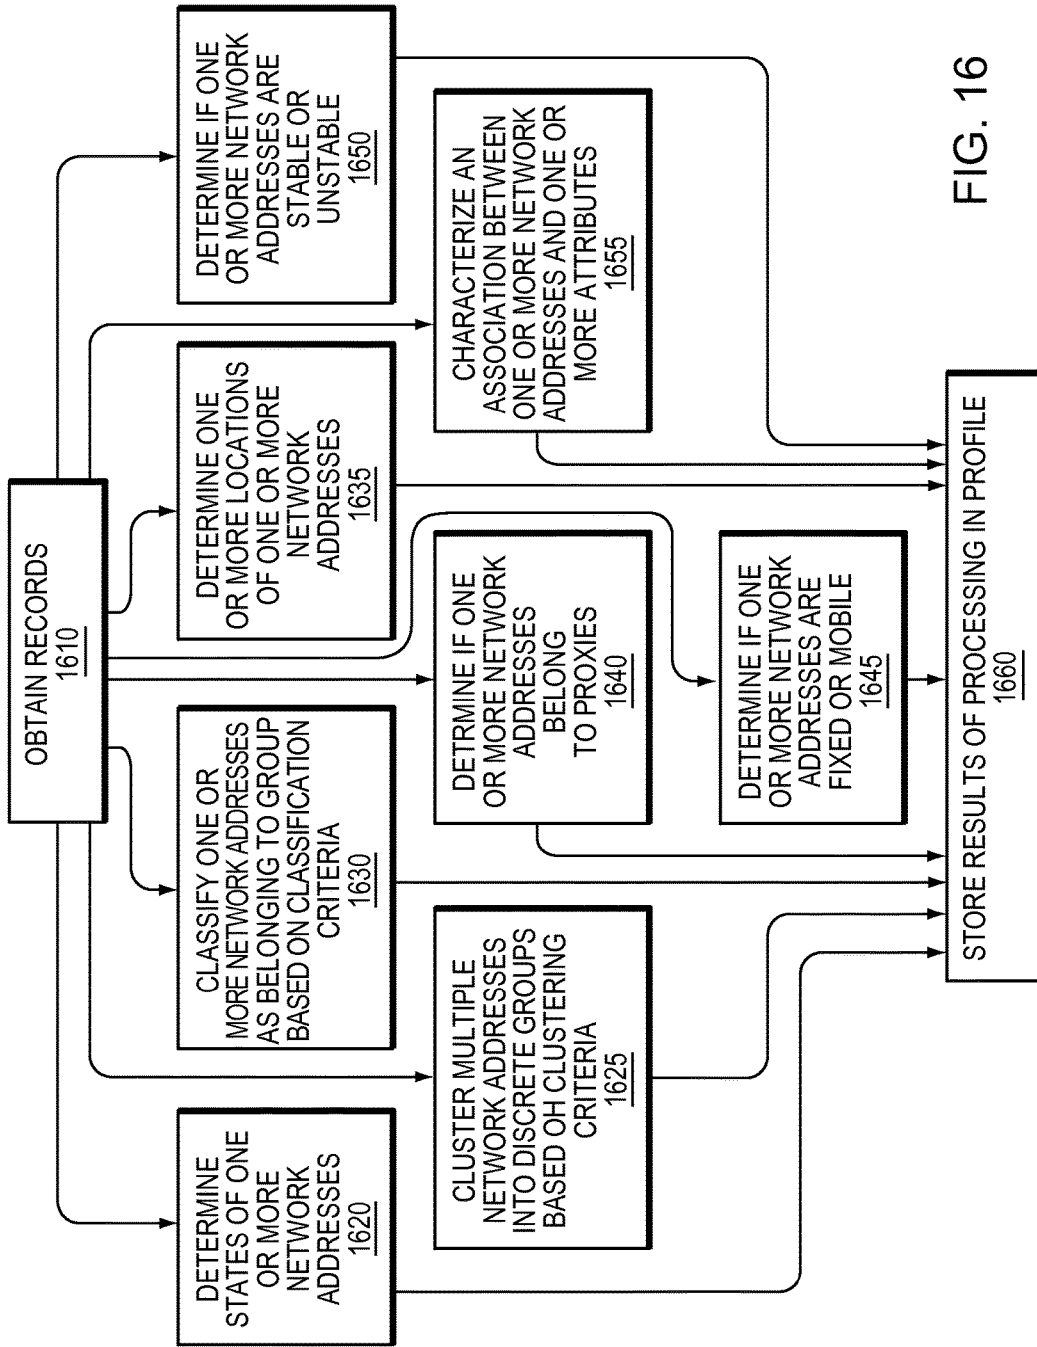 OBTAIN RECORDS
1610
DETERMINE
STATES OF ONE
OR MORE
NETWORK
ADDRESSES
1620
CLASSIFY ONE OR
MORE NETWORK ADDRESSES
AS BELONGING TO GROUP
BASED ON CLASSIFICATION
CRITERIA
1630
DETERMINE ONE
OR MORE LOCATIONS
OF ONE OR MORE
NETWORK
ADDRESSES
1635
DETERMINE IF ONE
OR MORE NETWORK
ADDRESSES ARE
STABLE OR
UNSTABLE
1650
CLUSTER MULTIPLE
NETWORK ADDRESSES
INTO DISCRETE GROUPS
BASED OH CLUSTERING
CRITERIA
1625
DETRMINE IF ONE
OR MORE NETWORK
ADDRESSES
BELONG
TO PROXIES
1640
CHARACTERIZE AN
ASSOCIATION BETWEEN
ONE OR MORE NETWORK
ADDRESSES AND ONE OR
MORE ATTRIBUTES
1655
DETERMINE IF ONE
OR MORE NETWORK
ADDRESSES ARE
FIXED OR MOBILE
1645
STORE RESULTS OF PROCESSING IN PROFILE
1660
FIG. 16